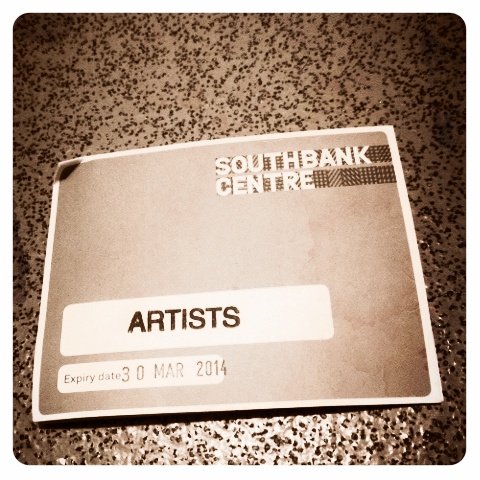 SOUTHBANK
CENTRE
ARTISTS
Expiry date 30 MAR 2014